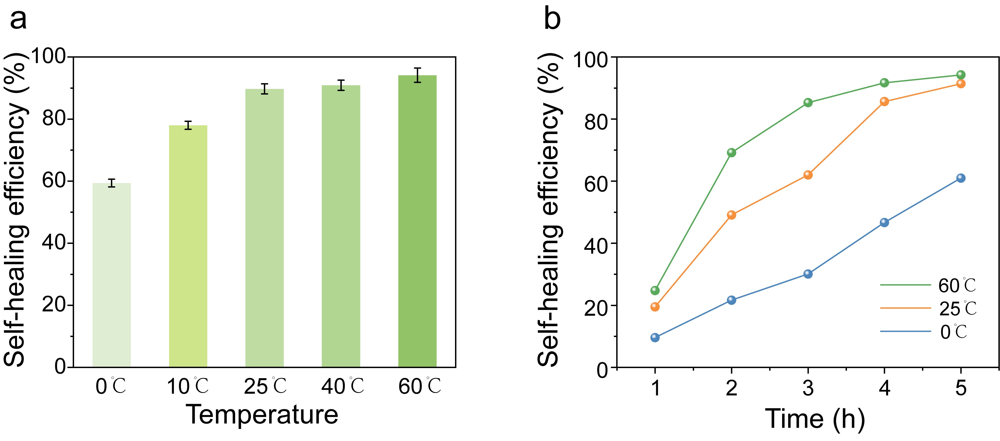 a
Self-healing efficiency (%)
100
80
60
40
20
0
0℃ 10℃ 25℃ 40℃ 60℃
Temperature
b
Self-healing efficiency (%)
100
80
60
40
20
0
60℃
25℃
0℃
1 2 3 4 5
Time (h)